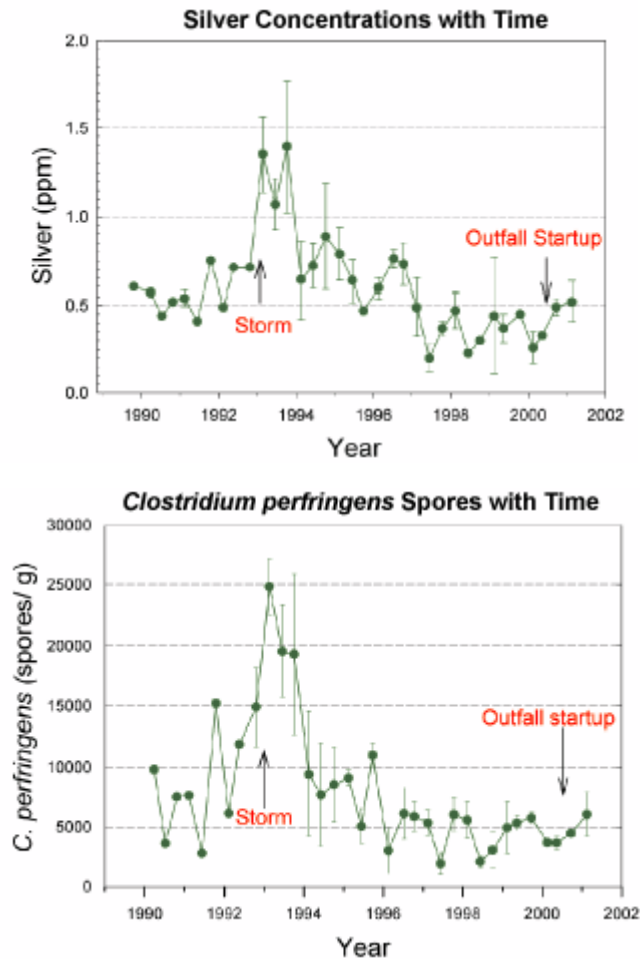 Silver Concentrations with Time
2.0
1.5
1.0
0.5
0.0
Silver (ppm)
Outfall Startup
Storm
1990 1992 1994 1996 1998 2000 2002
Year
Clostridium perfringens Spores with Time
30000
25000
20000
15000
10000
5000
0
C. perfringens (spores/ g)
Outfall startup
Storm
1990 1992 1994 1996 1998 2000 2002
Year